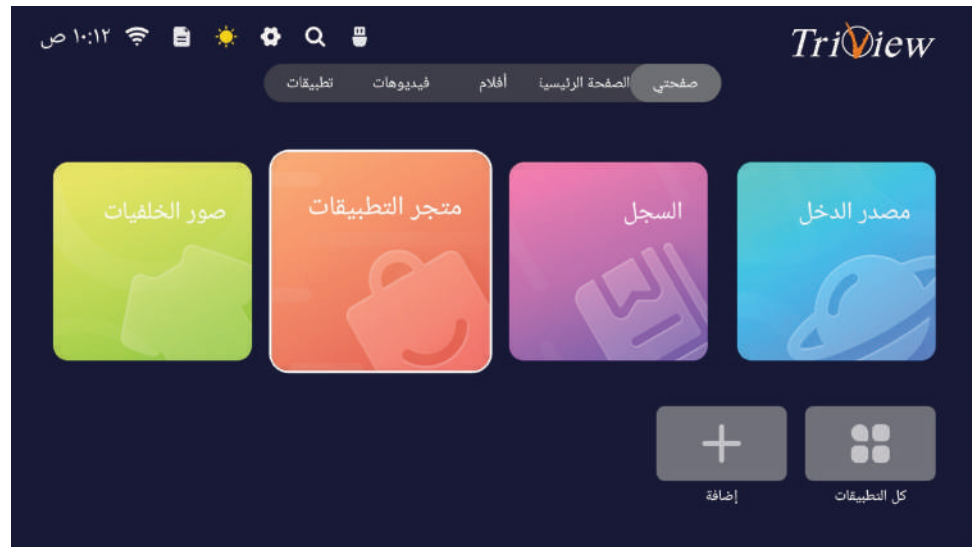 TriView
١٠:١٢ ص
صفحتي الصفحة الرئيسية أفلام فيديوهات تطبيقات
مصدر الدخل السجل متجر التطبيقات صور الخلفيات
كل التطبيقات إضافة